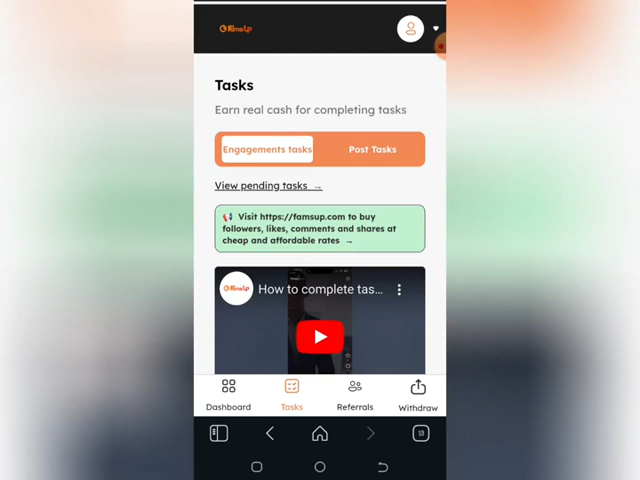 FameUp
Tasks
Earn real cash for completing tasks
Engagements tasks
Post Tasks
View pending tasks →
📢 Visit https://famsup.com to buy
followers, likes, comments and shares at
cheap and affordable rates →
FameUp
How to complete tas...
Dashboard
Tasks
Referrals
Withdraw